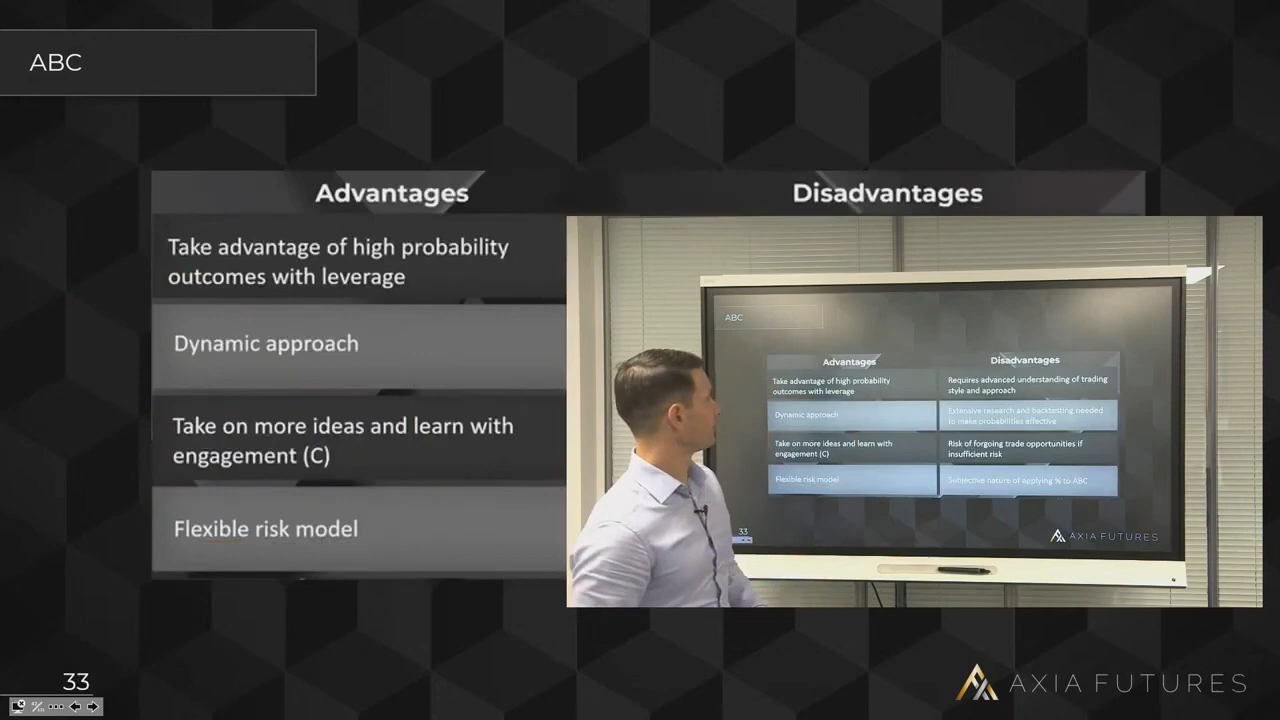 ABC
Advantages
Disadvantages
Take advantage of high probability
outcomes with leverage
Dynamic approach
Take on more ideas and learn with
engagement (C)
Flexible risk model
ABC
Advantages
Disadvantages
Take advantage of high probability
outcomes with leverage
Requires advanced understanding of trading
style and approach
Dynamic approach
Extensive research and backtesting needed
to make probabilities effective
Take on more ideas and learn with
engagement (C)
Risk of forgoing trade opportunities if
insufficient risk
Flexible risk model
Subjective nature of applying % to ABC
33
AXIA FUTURES
33
AXIA FUTURES